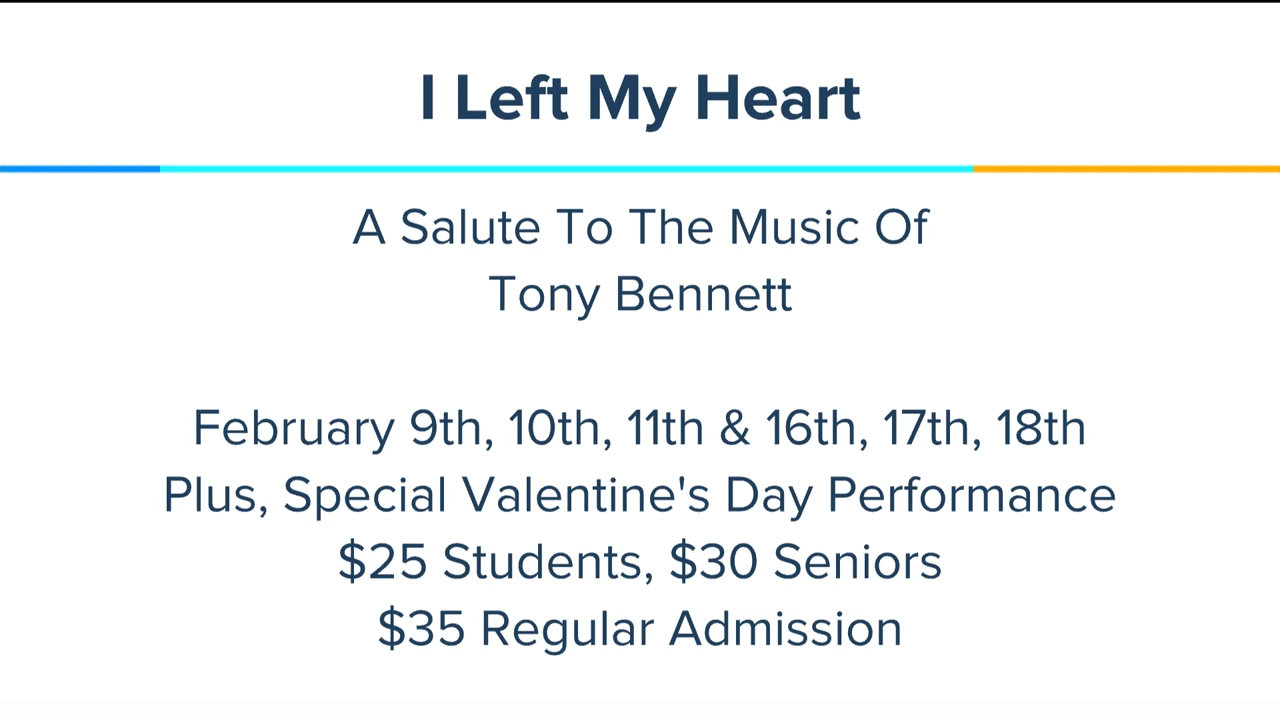 I Left My Heart
A Salute To The Music Of
Tony Bennett
February 9th, 10th, 11th & 16th, 17th, 18th
Plus, Special Valentine's Day Performance
$25 Students, $30 Seniors
$35 Regular Admission